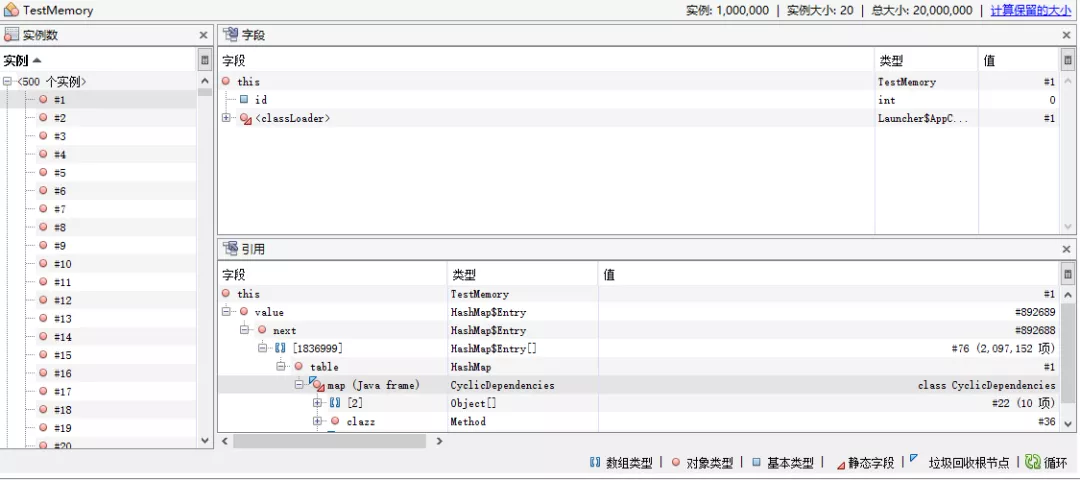 TestMemory 实例: 1,000,000 | 实例大小: 20 | 总大小: 20,000,000 | 计算保留的大小
实例数
实例
<500 个实例>
#1
#2
#3
#4
#5
#6
#7
#8
#9
#10
#11
#12
#13
#14
#15
#16
#17
#18
#19
#20
字段
字段 类型 值
this TestMemory #1
id int 0
<classLoader> Launcher$AppC... #1
引用
字段 类型 值
this TestMemory #1
value HashMap$Entry #892689
next HashMap$Entry #892688
[1836999] HashMap$Entry[] #76 (2,097,152 项)
table HashMap #1
map (Java frame) CyclicDependencies class CyclicDependencies
[2] Object[] #22 (10 项)
clazz Method #36
数组类型 | 对象类型 | 基本类型 | 静态字段 | 垃圾回收根节点 | 循环